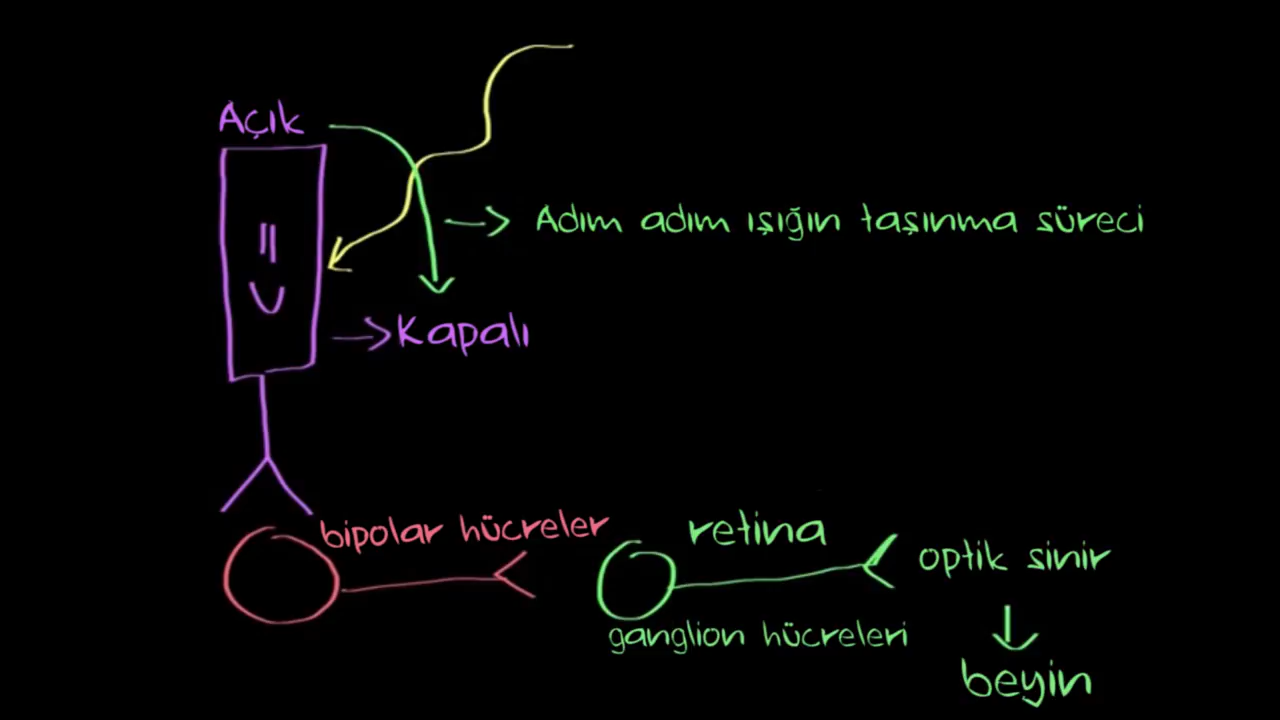 Açık
Adım adım ışığın taşınma süreci
Kapalı
bipolar hücreler
retina
optik sinir
ganglion hücreleri
beyin